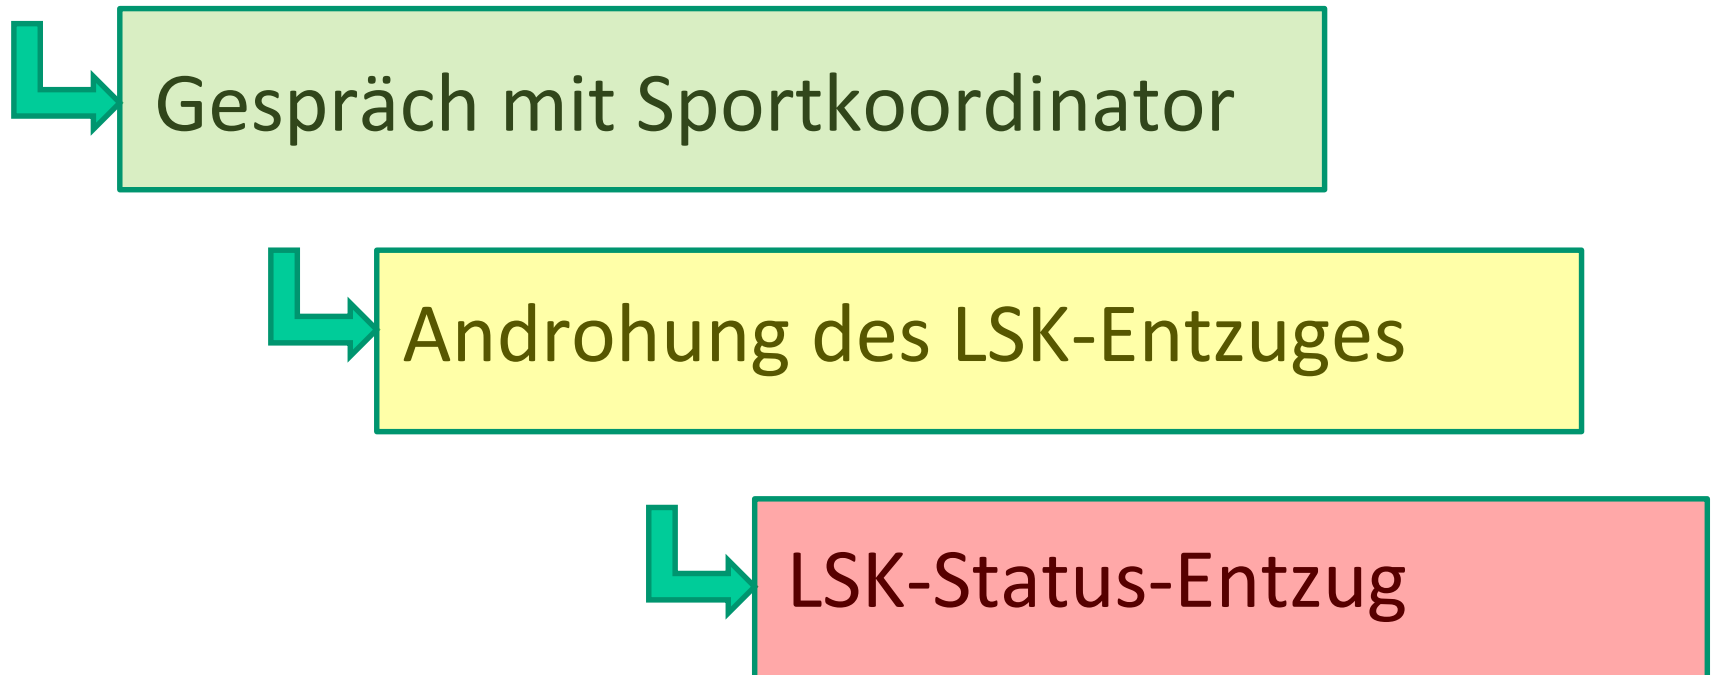 Gespräch mit Sportkoordinator
Androhung des LSK-Entzuges
LSK-Status-Entzug